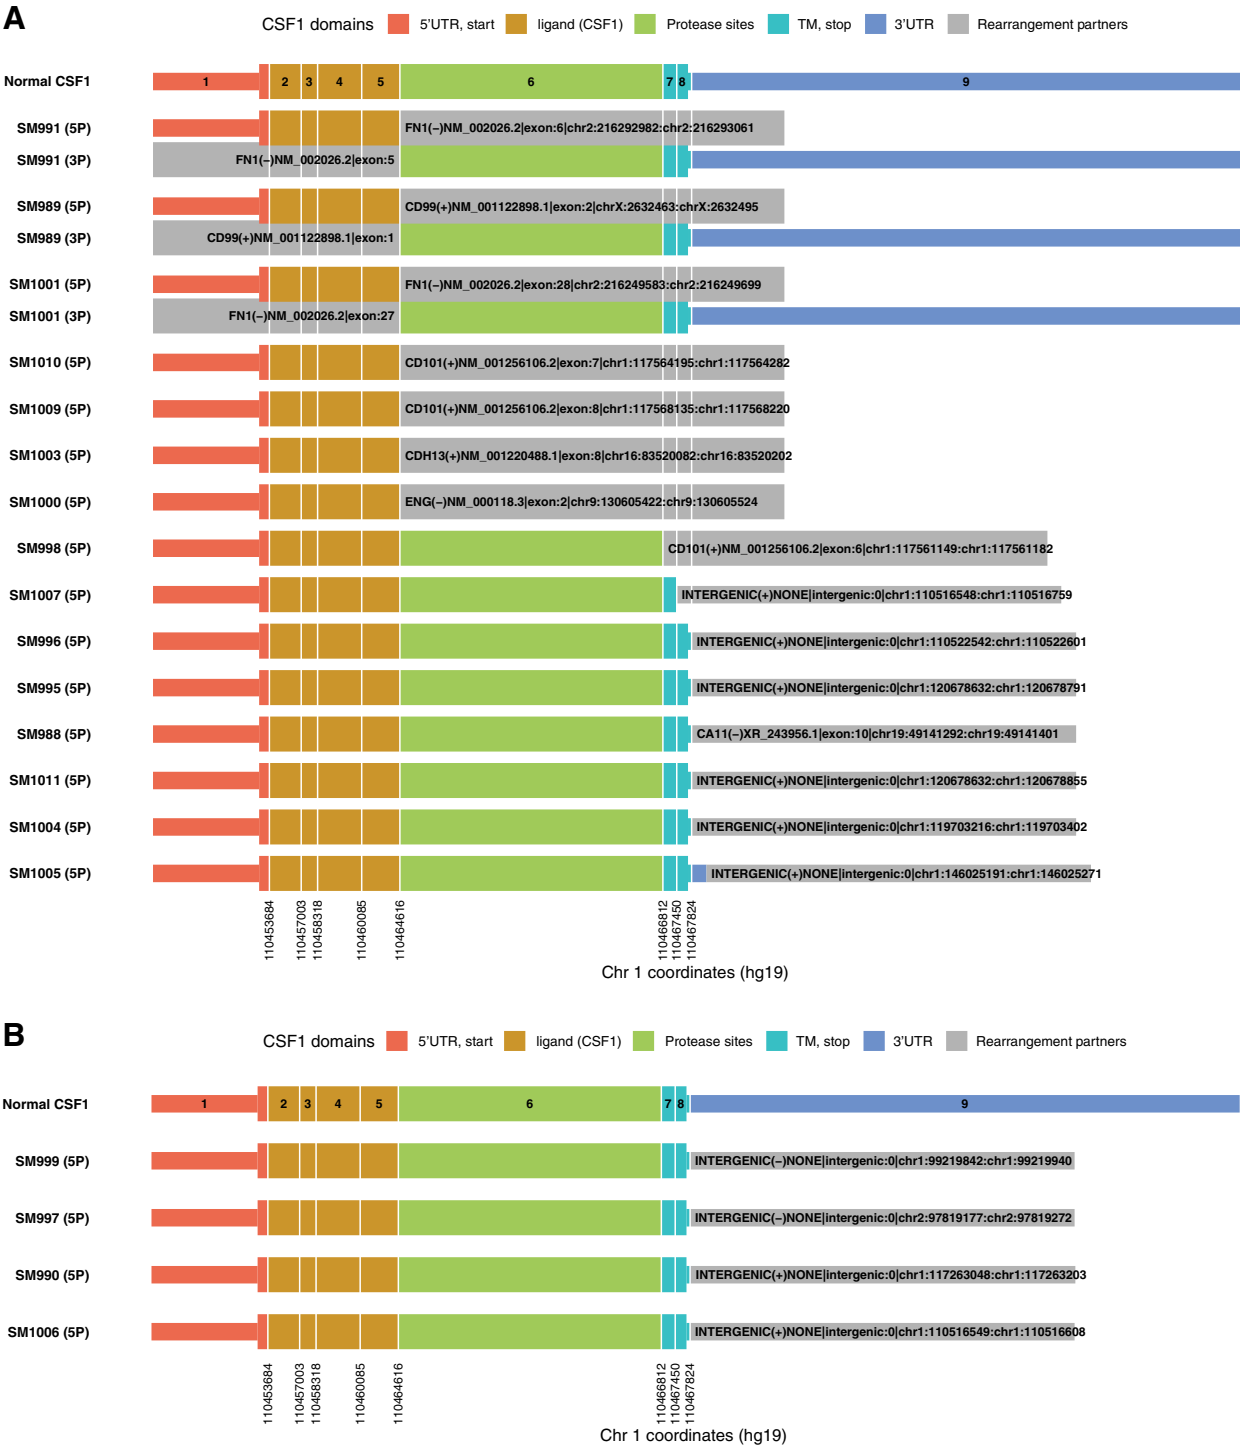 A
CSF1 domains 5'UTR, start ligand (CSF1) Protease sites TM, stop 3'UTR Rearrangement partners
Normal CSF1 1 2 3 4 5 6 7 8 9
SM991 (5P) FN1(−)NM_002026.2|exon:6|chr2:216292982:chr2:216293061
SM991 (3P) FN1(−)NM_002026.2|exon:5
SM989 (5P) CD99(+)NM_001122898.1|exon:2|chrX:2632463:chrX:2632495
SM989 (3P) CD99(+)NM_001122898.1|exon:1
SM1001 (5P) FN1(−)NM_002026.2|exon:28|chr2:216249583:chr2:216249699
SM1001 (3P) FN1(−)NM_002026.2|exon:27
SM1010 (5P) CD101(+)NM_001256106.2|exon:7|chr1:117564195:chr1:117564282
SM1009 (5P) CD101(+)NM_001256106.2|exon:8|chr1:117568135:chr1:117568220
SM1003 (5P) CDH13(+)NM_001220488.1|exon:8|chr16:83520082:chr16:83520202
SM1000 (5P) ENG(−)NM_000118.3|exon:2|chr9:130605422:chr9:130605524
SM998 (5P) CD101(+)NM_001256106.2|exon:6|chr1:117561149:chr1:117561182
SM1007 (5P) INTERGENIC(+)NONE|intergenic:0|chr1:110516548:chr1:110516759
SM996 (5P) INTERGENIC(+)NONE|intergenic:0|chr1:110522542:chr1:110522601
SM995 (5P) INTERGENIC(+)NONE|intergenic:0|chr1:120678632:chr1:120678791
SM988 (5P) CA11(−)XR_243956.1|exon:10|chr19:49141292:chr19:49141401
SM1011 (5P) INTERGENIC(+)NONE|intergenic:0|chr1:120678632:chr1:120678855
SM1004 (5P) INTERGENIC(+)NONE|intergenic:0|chr1:119703216:chr1:119703402
SM1005 (5P) INTERGENIC(+)NONE|intergenic:0|chr1:146025191:chr1:146025271
110453684 110457003 110458318 110460085 110464616 110466812 110467450 110467824
Chr 1 coordinates (hg19)
B
CSF1 domains 5'UTR, start ligand (CSF1) Protease sites TM, stop 3'UTR Rearrangement partners
Normal CSF1 1 2 3 4 5 6 7 8 9
SM999 (5P) INTERGENIC(−)NONE|intergenic:0|chr1:99219842:chr1:99219940
SM997 (5P) INTERGENIC(−)NONE|intergenic:0|chr2:97819177:chr2:97819272
SM990 (5P) INTERGENIC(+)NONE|intergenic:0|chr1:117263048:chr1:117263203
SM1006 (5P) INTERGENIC(+)NONE|intergenic:0|chr1:110516549:chr1:110516608
110453684 110457003 110458318 110460085 110464616 110466812 110467450 110467824
Chr 1 coordinates (hg19)